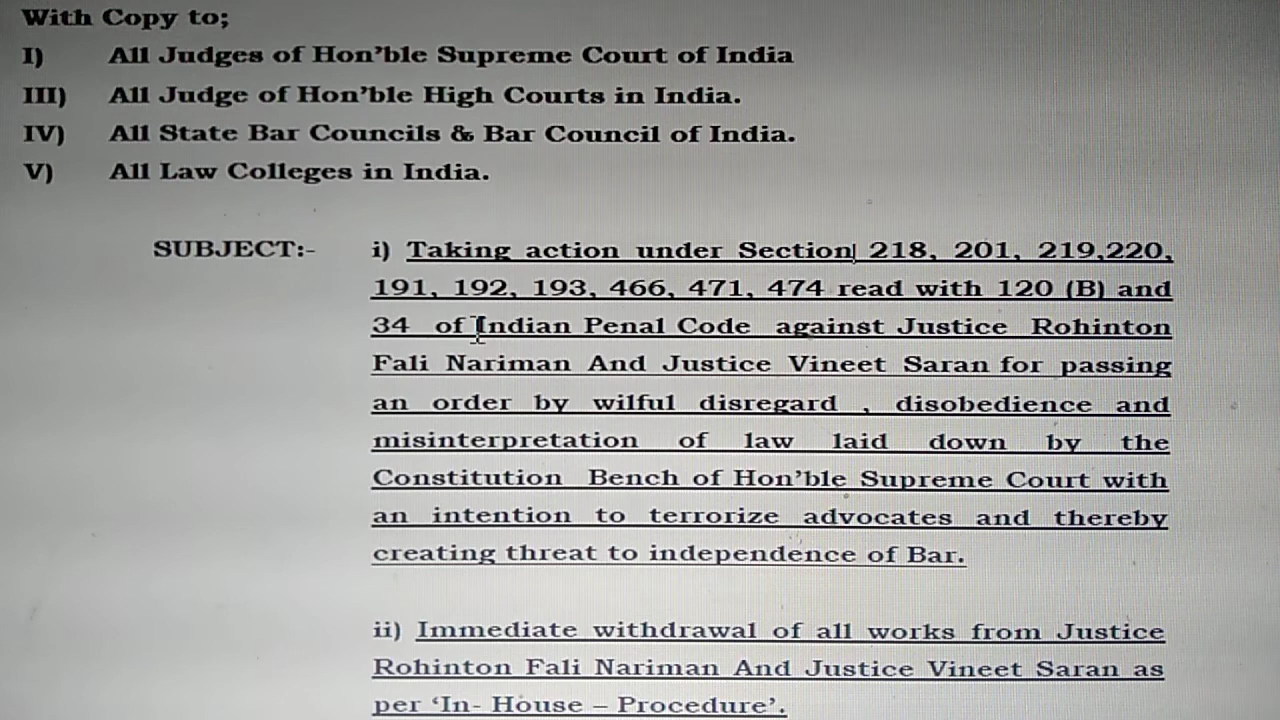 With Copy to;
I) All Judges of Hon'ble Supreme Court of India
III) All Judge of Hon'ble High Courts in India.
IV) All State Bar Councils & Bar Council of India.
V) All Law Colleges in India.
SUBJECT:- i) Taking action under Section 218, 201, 219,220,
191, 192, 193, 466, 471, 474 read with 120 (B) and
34 of Indian Penal Code against Justice Rohinton
Fali Nariman And Justice Vineet Saran for passing
an order by wilful disregard , disobedience and
misinterpretation of law laid down by the
Constitution Bench of Hon'ble Supreme Court with
an intention to terrorize advocates and thereby
creating threat to independence of Bar.
ii) Immediate withdrawal of all works from Justice
Rohinton Fali Nariman And Justice Vineet Saran as
per ‘In- House – Procedure’.